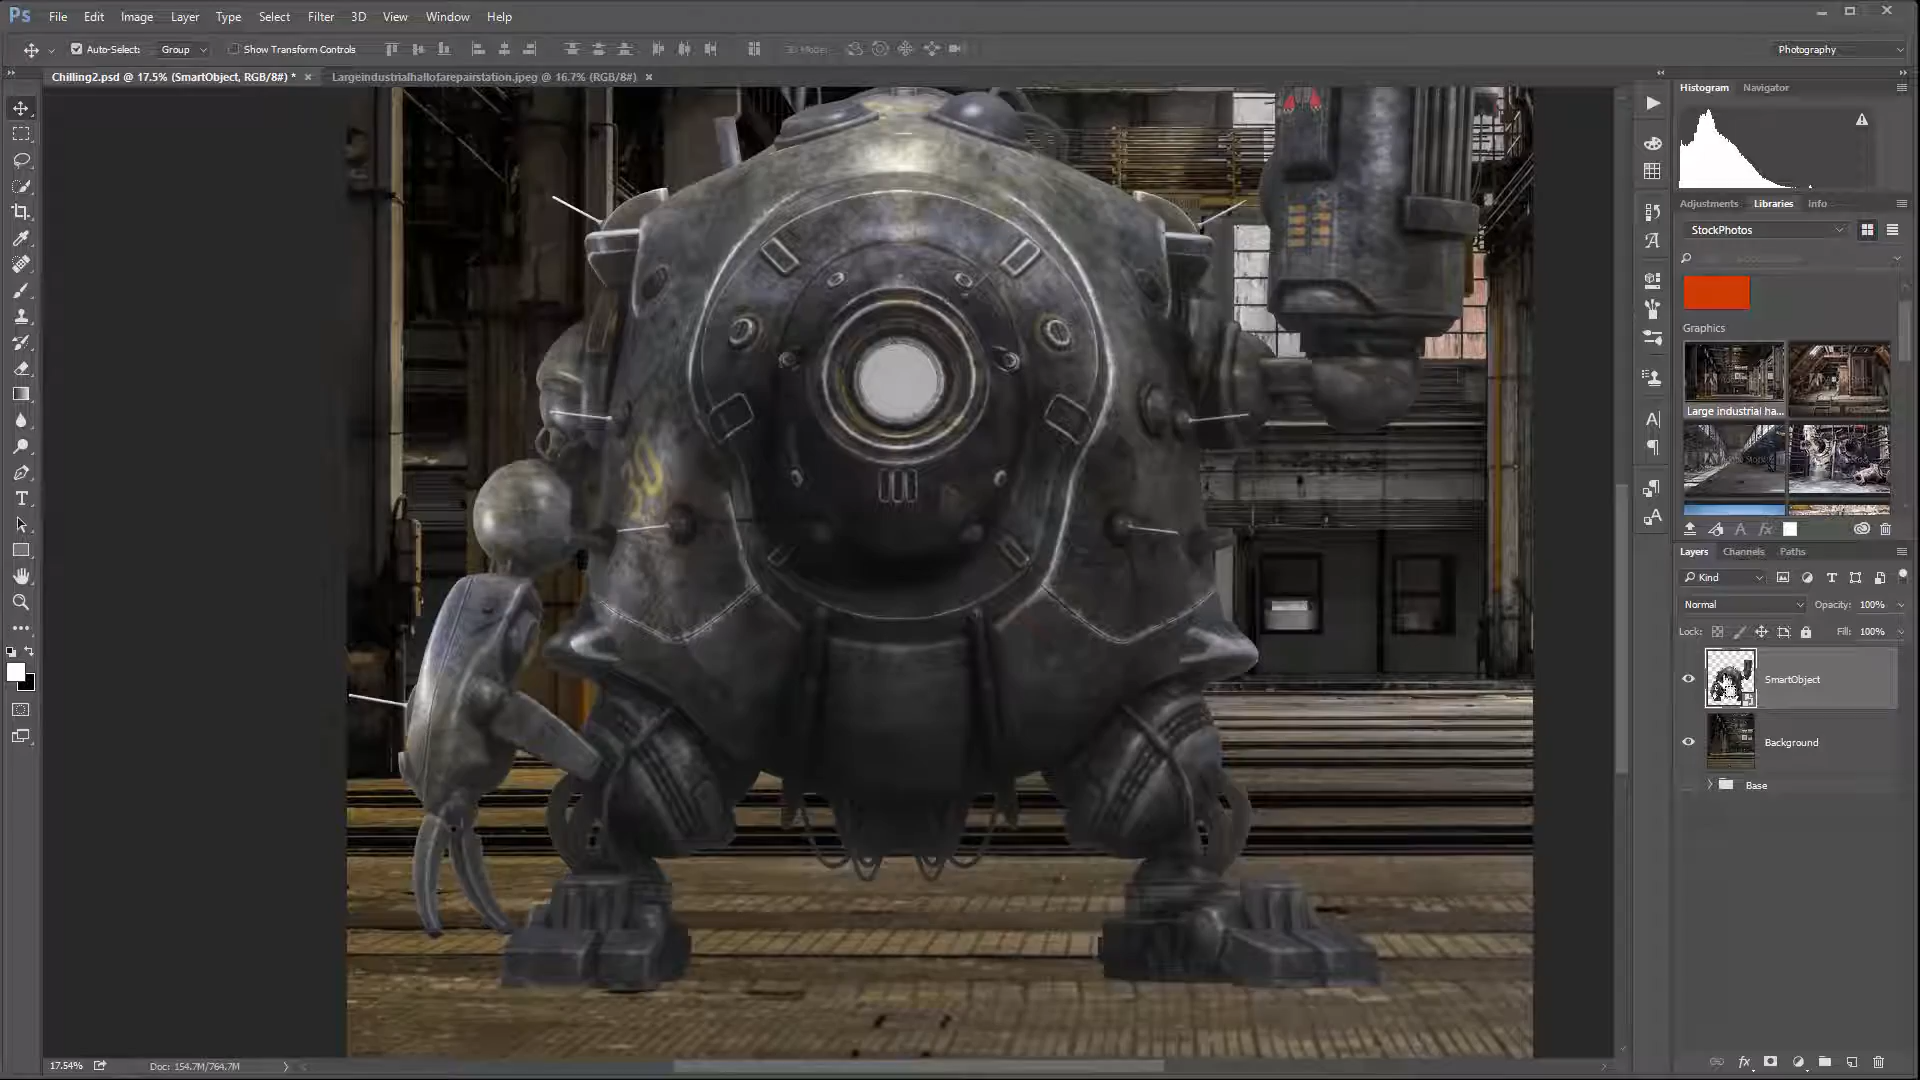 Ps File Edit Image Layer Type Select Filter 3D View Window Help
Auto-Select: Group Show Transform Controls 3D Mode: Photography
Chilling2.psd @ 17.5% (SmartObject, RGB/8#) * × Largeindustrialhallofarepairstation.jpeg @ 16.7% (RGB/8#) ×
Histogram Navigator
Adjustments Libraries Info
StockPhotos
Graphics
Large industrial ha...
Layers Channels Paths
Kind
Normal Opacity: 100%
Lock: Fill: 100%
SmartObject
Background
Base
17.54% Doc: 154.7M/764.7M